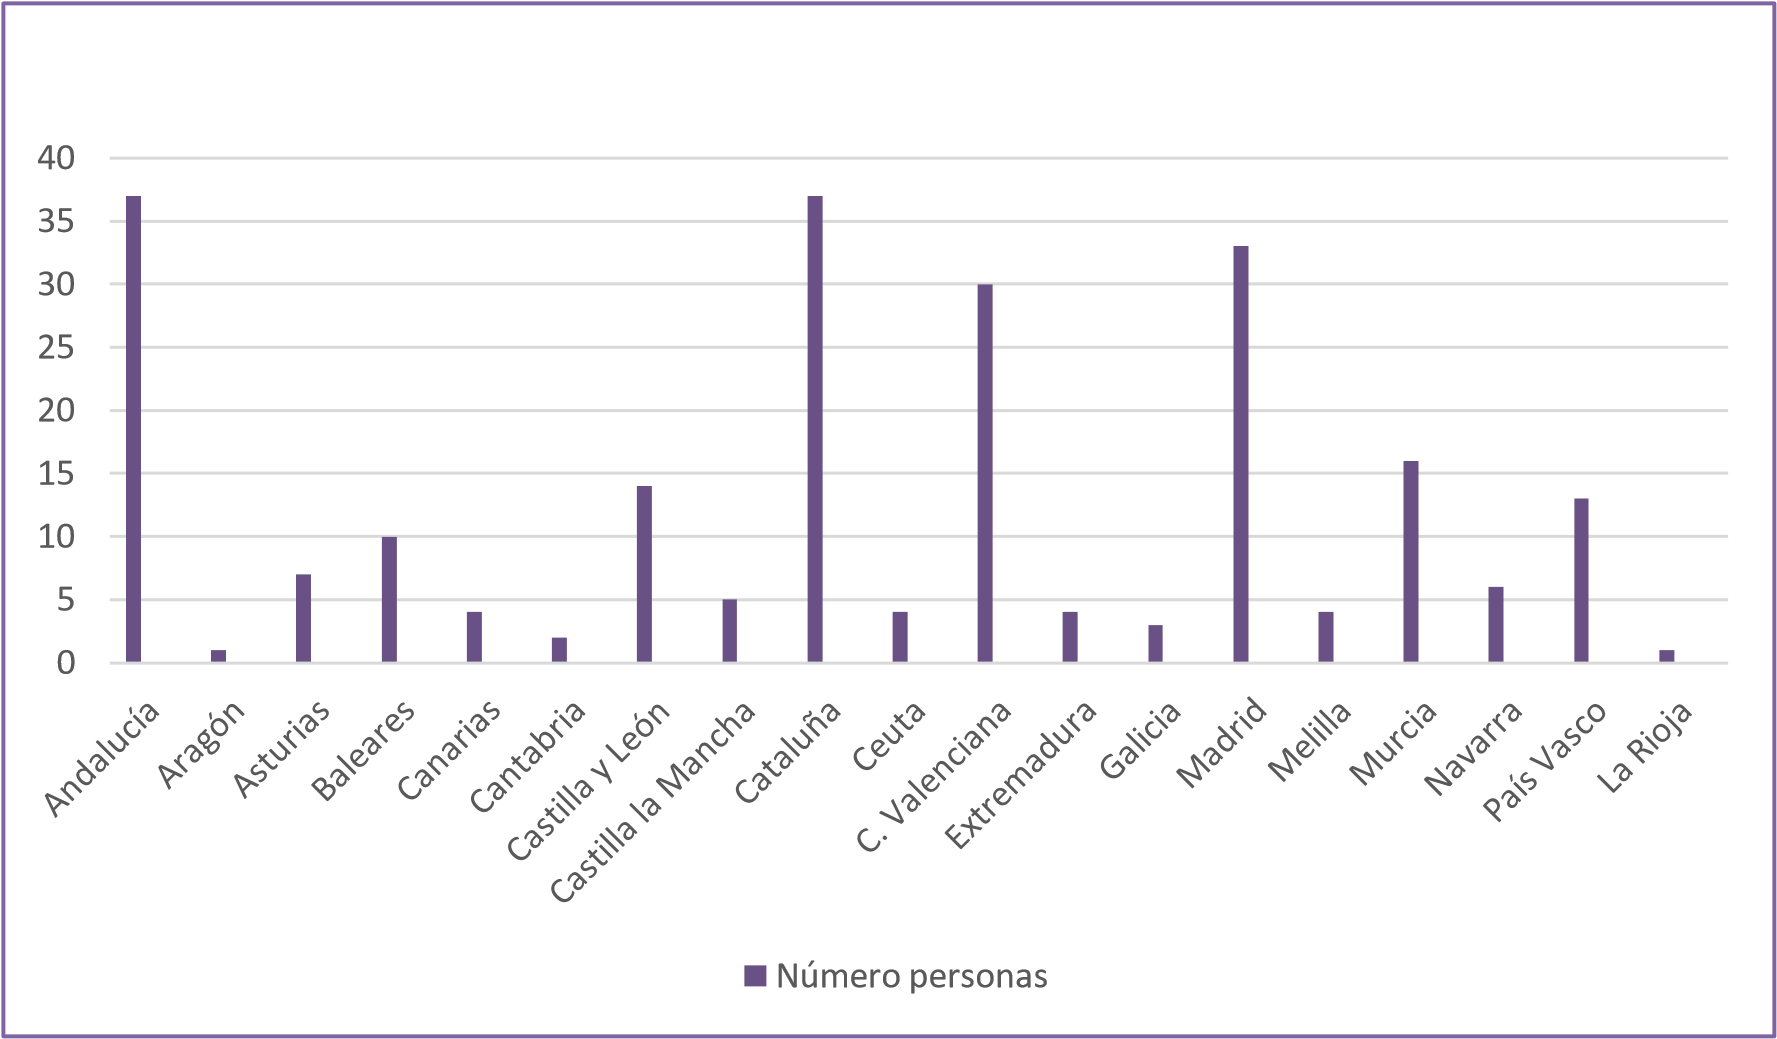 40
35
30
25
20
15
10
5
0
Andalucía
Aragón
Asturias
Baleares
Canarias
Cantabria
Castilla y León
Castilla la Mancha
Cataluña
Ceuta
C. Valenciana
Extremadura
Galicia
Madrid
Melilla
Murcia
Navarra
País Vasco
La Rioja
Número personas